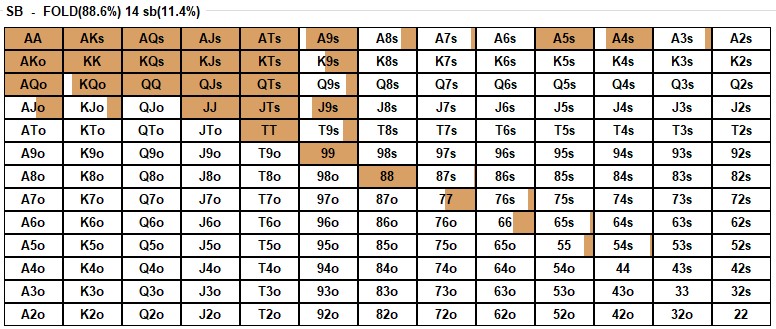 SB - FOLD(88.6%) 14 sb(11.4%)
AA AKs AQs AJs ATs A9s A8s A7s A6s A5s A4s A3s A2s
AKo KK KQs KJs KTs K9s K8s K7s K6s K5s K4s K3s K2s
AQo KQo QQ QJs QTs Q9s Q8s Q7s Q6s Q5s Q4s Q3s Q2s
AJo KJo QJo JJ JTs J9s J8s J7s J6s J5s J4s J3s J2s
ATo KTo QTo JTo TT T9s T8s T7s T6s T5s T4s T3s T2s
A9o K9o Q9o J9o T9o 99 98s 97s 96s 95s 94s 93s 92s
A8o K8o Q8o J8o T8o 98o 88 87s 86s 85s 84s 83s 82s
A7o K7o Q7o J7o T7o 97o 87o 77 76s 75s 74s 73s 72s
A6o K6o Q6o J6o T6o 96o 86o 76o 66 65s 64s 63s 62s
A5o K5o Q5o J5o T5o 95o 85o 75o 65o 55 54s 53s 52s
A4o K4o Q4o J4o T4o 94o 84o 74o 64o 54o 44 43s 42s
A3o K3o Q3o J3o T3o 93o 83o 73o 63o 53o 43o 33 32s
A2o K2o Q2o J2o T2o 92o 82o 72o 62o 52o 42o 32o 22